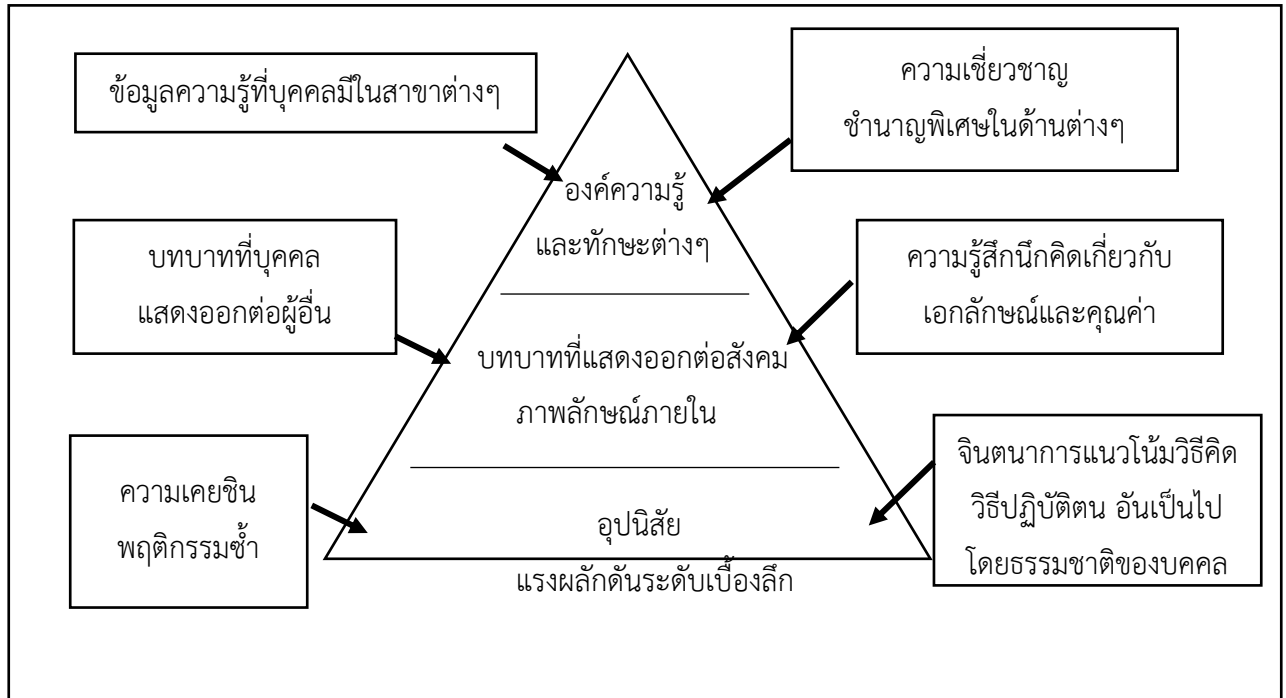 ข้อมูลความรู้ที่บุคคลมีในสาขาต่างๆ
ความเชี่ยวชาญ
ชำนาญพิเศษในด้านต่างๆ
องค์ความรู้
และทักษะต่างๆ
บทบาทที่บุคคล
แสดงออกต่อผู้อื่น
ความรู้สึกนึกคิดเกี่ยวกับ
เอกลักษณ์และคุณค่า
บทบาทที่แสดงออกต่อสังคม
ภาพลักษณ์ภายใน
ความเคยชิน
พฤติกรรมซ้ำ
จินตนาการแนวโน้มวิธีคิด
วิธีปฏิบัติตน อันเป็นไป
โดยธรรมชาติของบคคล
อุปนิสัย
แรงผลักดันระดับเบื้องลึก